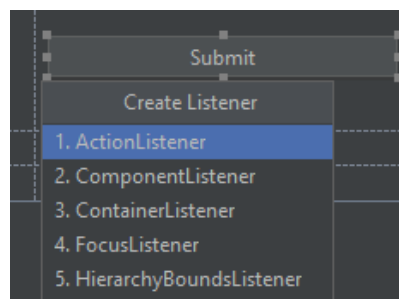 Submit
Create Listener
1. ActionListener
2. ComponentListener
3. ContainerListener
4. FocusListener
5. HierarchyBoundsListener